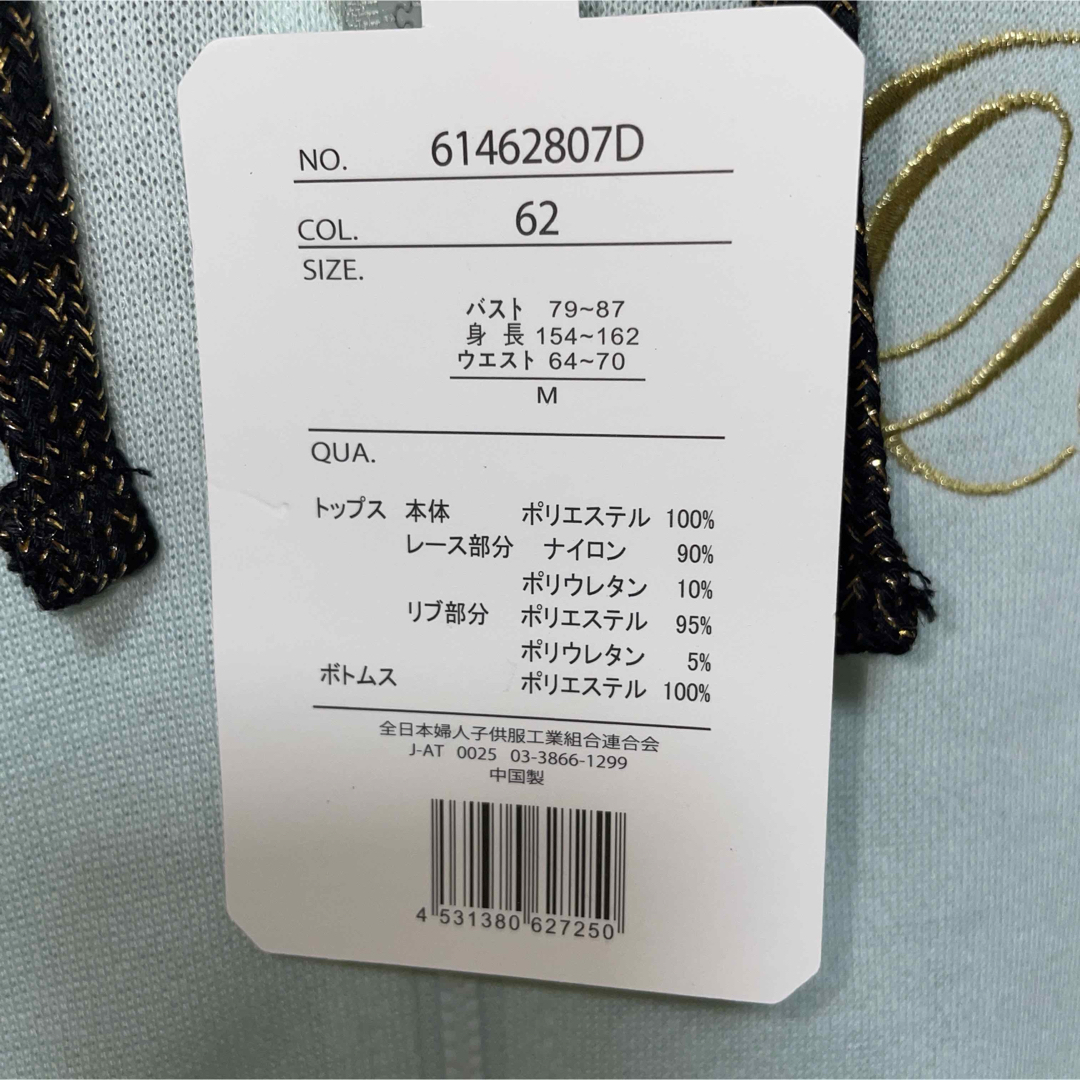 NO. 61462807D
COL. 62
SIZE.
バスト 79~87
身 長 154~162
ウエスト 64~70
M
QUA.
トップス 本体 ポリエステル 100%
レース部分 ナイロン 90%
ポリウレタン 10%
リブ部分 ポリエステル 95%
ポリウレタン 5%
ボトムス ポリエステル 100%
全日本婦人子供服工業組合連合会
J-AT 0025 03-3866-1299
中国製
4 531380 627250